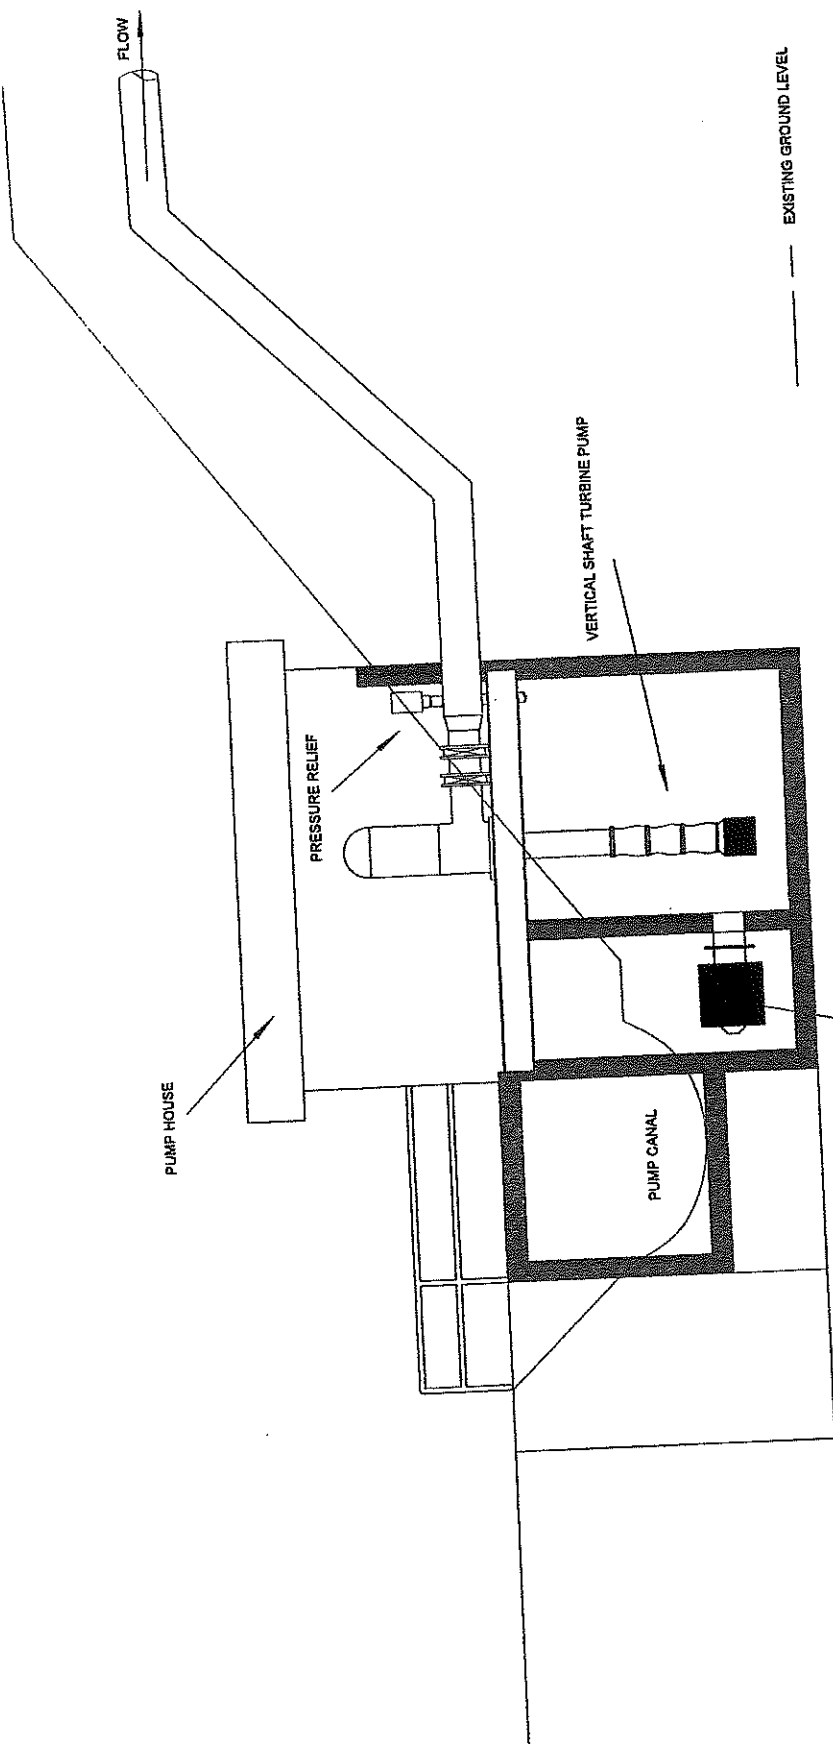 FLOW
EXISTING GROUND LEVEL
VERTICAL SHAFT TURBINE PUMP
PRESSURE RELIEF
PUMP HOUSE
PUMP CANAL